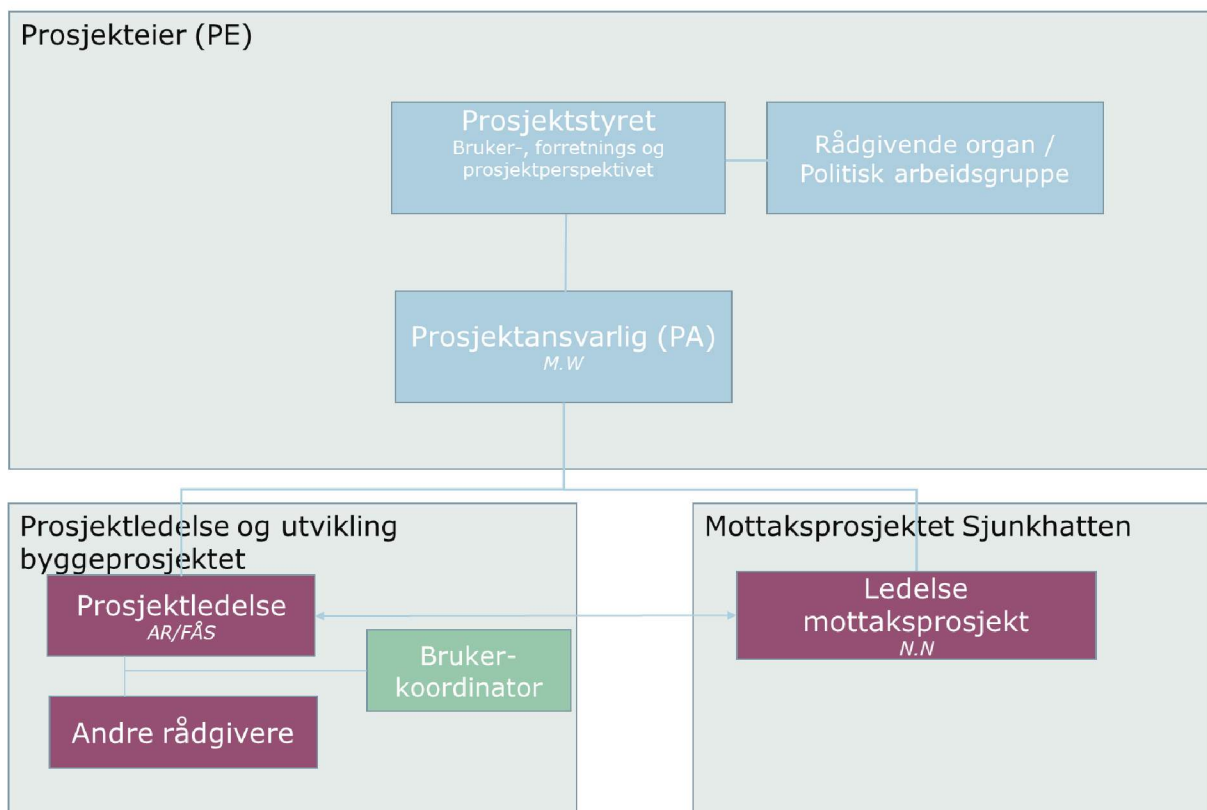 Prosjekteier (PE)
Prosjektstyret
Bruker-, forretnings og
prosjektperspektivet
Rådgivende organ /
Politisk arbeidsgruppe
Prosjektansvarlig (PA)
M.W
Prosjektledelse og utvikling
byggeprosjektet
Prosjektledelse
AR/FÅS
Bruker-
koordinator
Andre rådgivere
Mottaksprosjektet Sjunkhatten
Ledelse
mottaksprosjekt
N.N